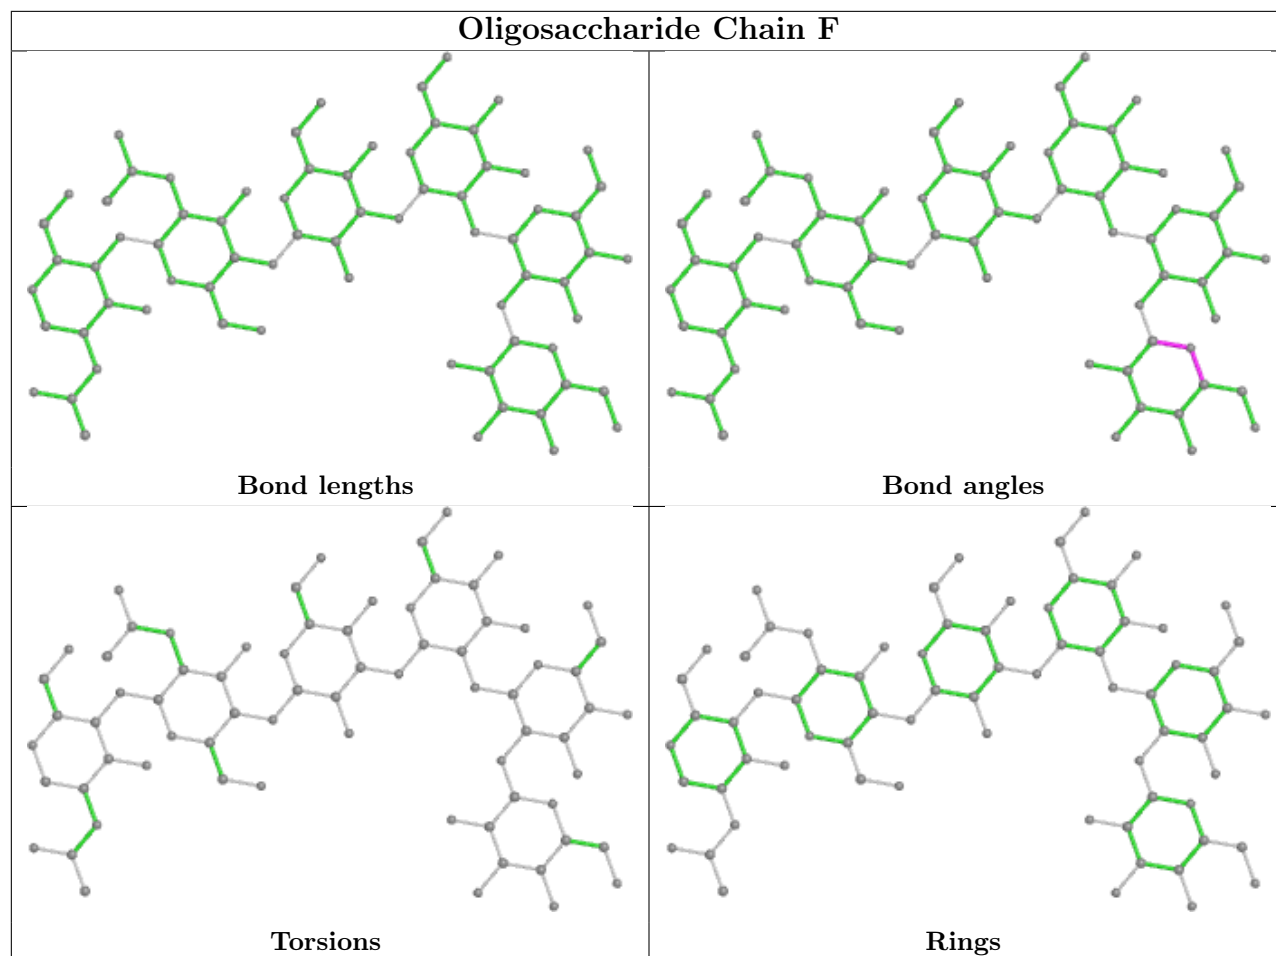 Oligosaccharide Chain F
Bond lengths
Bond angles
Torsions
Rings